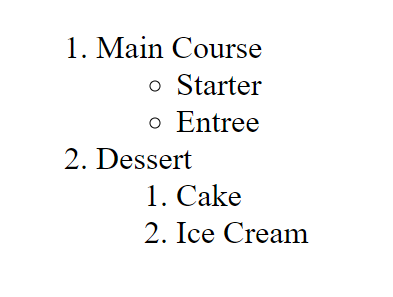 1. Main Course
○ Starter
○ Entree
2. Dessert
1. Cake
2. Ice Cream